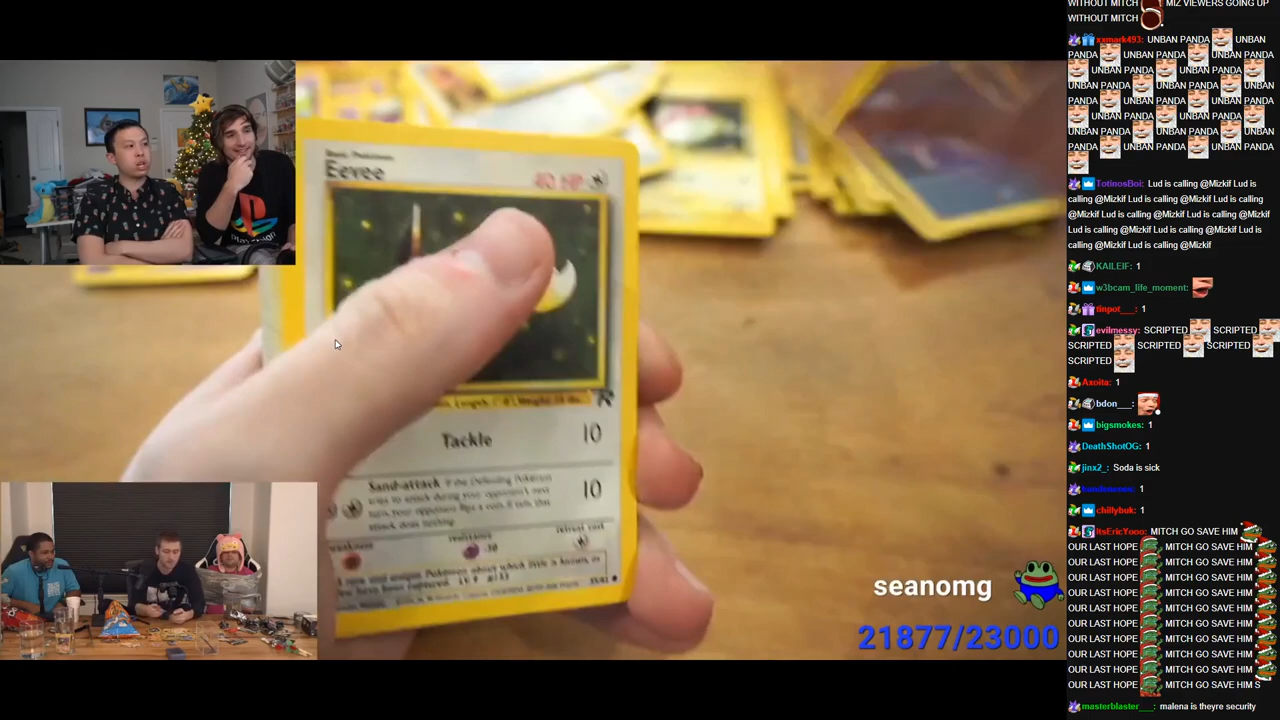 Eevee
Tackle
10
Sand-attack
10
weakness
resistance
-30
retreat cost
seanomg
21877/23000
WITHOUT MITCH MIZ VIEWERS GOING UP
WITHOUT MITCH
xxmark493: UNBAN PANDA UNBAN
PANDA UNBAN PANDA UNBAN PANDA
UNBAN PANDA UNBAN PANDA
UNBAN PANDA UNBAN PANDA UNBAN
PANDA UNBAN PANDA UNBAN PANDA
UNBAN PANDA UNBAN PANDA
UNBAN PANDA UNBAN PANDA UNBAN
PANDA UNBAN PANDA UNBAN PANDA
TotinosBoi: Lud is calling @Mizkif Lud is
calling @Mizkif Lud is calling @Mizkif Lud is
calling @Mizkif Lud is calling @Mizkif Lud is
calling @Mizkif Lud is calling @Mizkif Lud is
calling @Mizkif Lud is calling @Mizkif
KAILEIF: 1
w3bcam_life_moment:
tinpot___: 1
evilmessy: SCRIPTED SCRIPTED
SCRIPTED SCRIPTED SCRIPTED
SCRIPTED
Axoita: 1
bdon___:
bigsmokes: 1
DeathShotOG: 1
jinx2_: Soda is sick
1
chillybuk: 1
ItsEricYooo: MITCH GO SAVE HIM
OUR LAST HOPE MITCH GO SAVE HIM
OUR LAST HOPE MITCH GO SAVE HIM
OUR LAST HOPE MITCH GO SAVE HIM
OUR LAST HOPE MITCH GO SAVE HIM
OUR LAST HOPE MITCH GO SAVE HIM
OUR LAST HOPE MITCH GO SAVE HIM
OUR LAST HOPE MITCH GO SAVE HIM
OUR LAST HOPE MITCH GO SAVE HIM
OUR LAST HOPE MITCH GO SAVE HIM
OUR LAST HOPE MITCH GO SAVE HIM S
masterblaster___: malena is theyre security